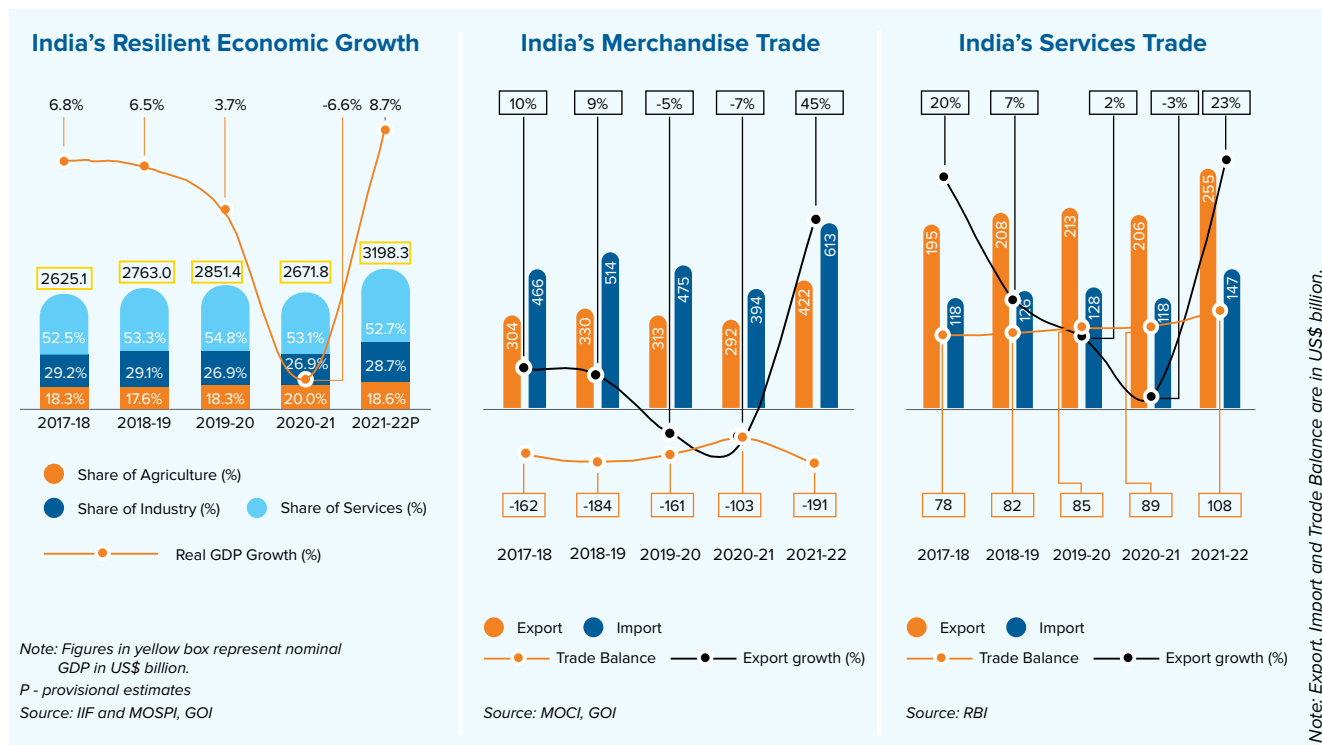 India’s Resilient Economic Growth
6.8% 6.5% 3.7% -6.6% 8.7%
2625.1 2763.0 2851.4 2671.8 3198.3
52.5% 53.3% 54.8% 53.1% 52.7%
29.2% 29.1% 26.9% 26.9% 28.7%
18.3% 17.6% 18.3% 20.0% 18.6%
2017-18 2018-19 2019-20 2020-21 2021-22P
Share of Agriculture (%)
Share of Industry (%) Share of Services (%)
Real GDP Growth (%)
Note: Figures in yellow box represent nominal
GDP in US$ billion.
P - provisional estimates
Source: IIF and MOSPI, GOI
India’s Merchandise Trade
10% 9% -5% -7% 45%
304 466 330 514 313 475 292 394 422 613
-162 -184 -161 -103 -191
2017-18 2018-19 2019-20 2020-21 2021-22
Export Import
Trade Balance Export growth (%)
Source: MOCI, GOI
India’s Services Trade
20% 7% 2% -3% 23%
195 118 208 126 213 128 206 118 255 147
78 82 85 89 108
2017-18 2018-19 2019-20 2020-21 2021-22
Export Import
Trade Balance Export growth (%)
Source: RBI
Note: Export, Import and Trade Balance are in US$ billion.